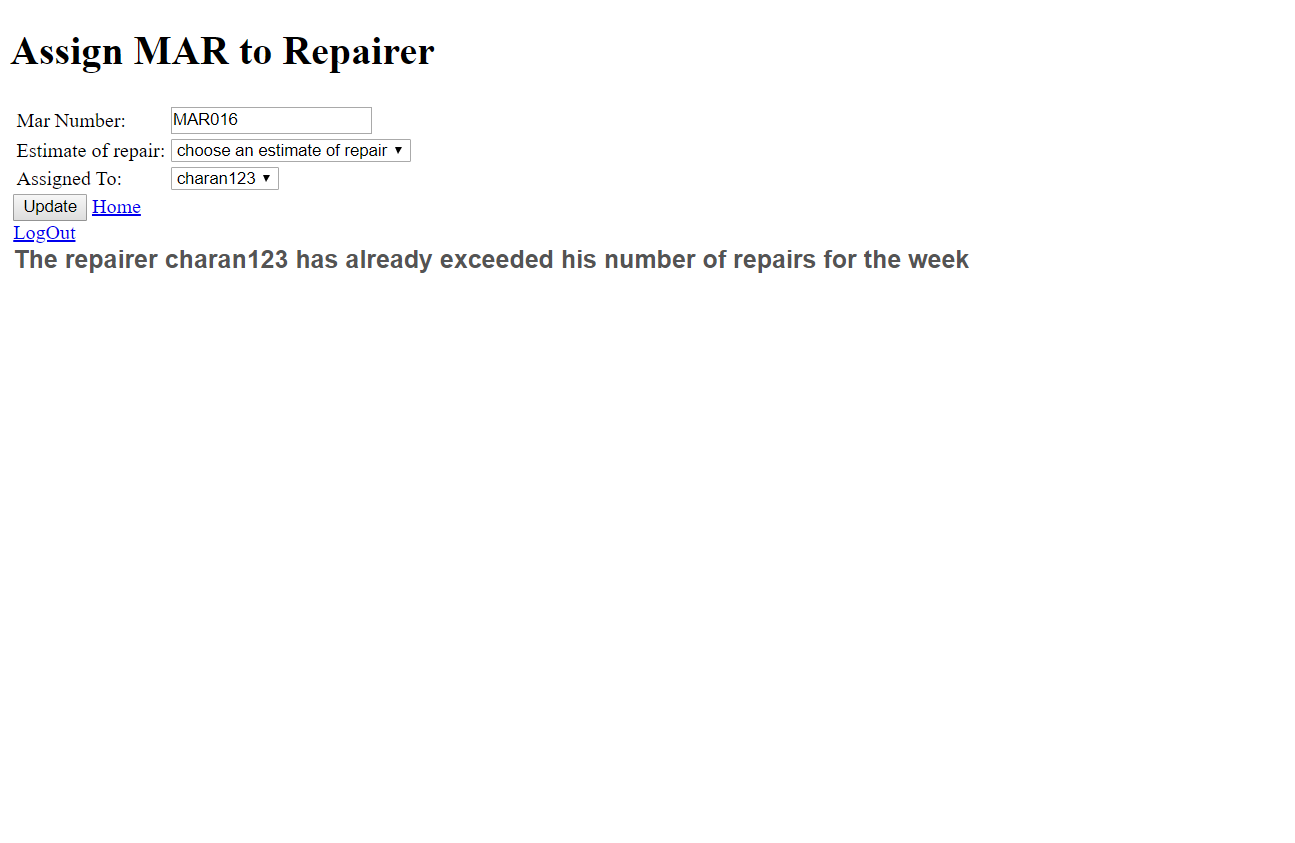 Assign MAR to Repairer
Mar Number: MAR016
Estimate of repair: choose an estimate of repair
Assigned To: charan123
Update Home
LogOut
The repairer charan123 has already exceeded his number of repairs for the week